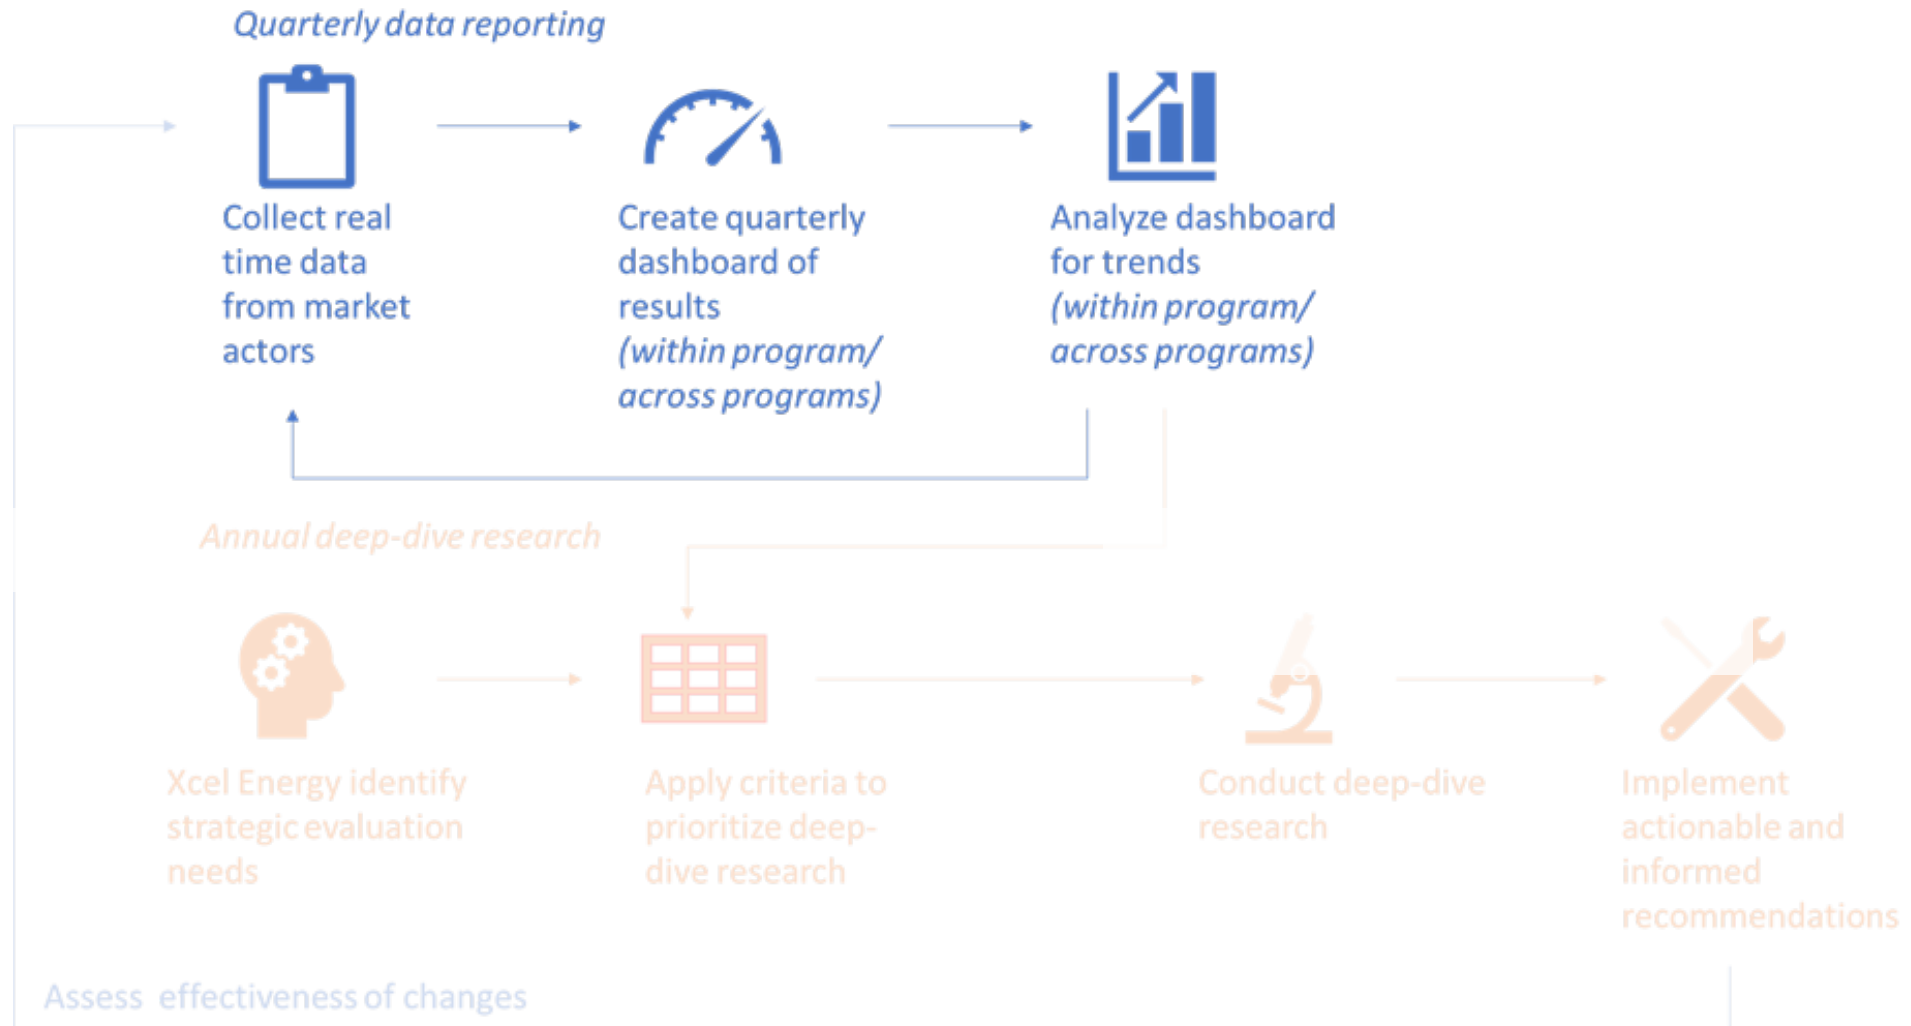 Quarterly data reporting
Collect real
time data
from market
actors
Create quarterly
dashboard of
results
(within program/
across programs)
Analyze dashboard
for trends
(within program/
across programs)
Annual deep-dive research
Xcel Energy identify
strategic evaluation
needs
Apply criteria to
prioritize deep-
dive research
Conduct deep-dive
research
Implement
actionable and
informed
recommendations
Assess effectiveness of changes